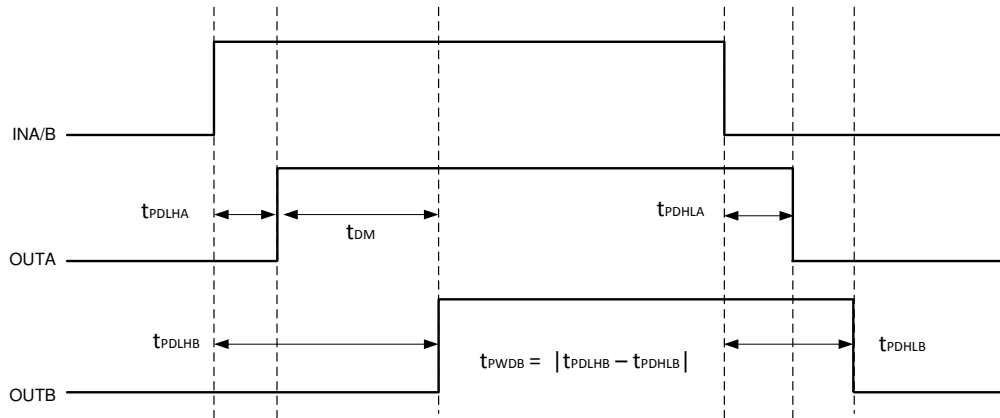 INA/B
tPDLHA
tDM
tPDHLA
OUTA
tPDLHB
tPWDB = |tPDLHB – tPDHLB|
tPDHLB
OUTB